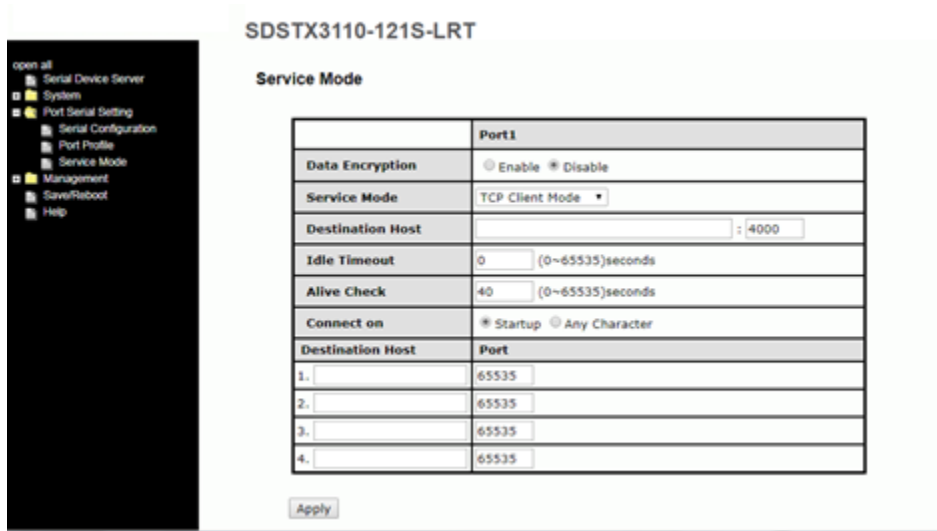 SDSTX3110-121S-LRT
open all
Serial Device Server
System
Port Serial Setting
Serial Configuration
Port Profile
Service Mode
Management
Save/Reboot
Help
Service Mode
Port1
Data Encryption Enable Disable
Service Mode TCP Client Mode
Destination Host : 4000
Idle Timeout 0 (0~65535)seconds
Alive Check 40 (0~65535)seconds
Connect on Startup Any Character
Destination Host Port
1. 65535
2. 65535
3. 65535
4. 65535
Apply